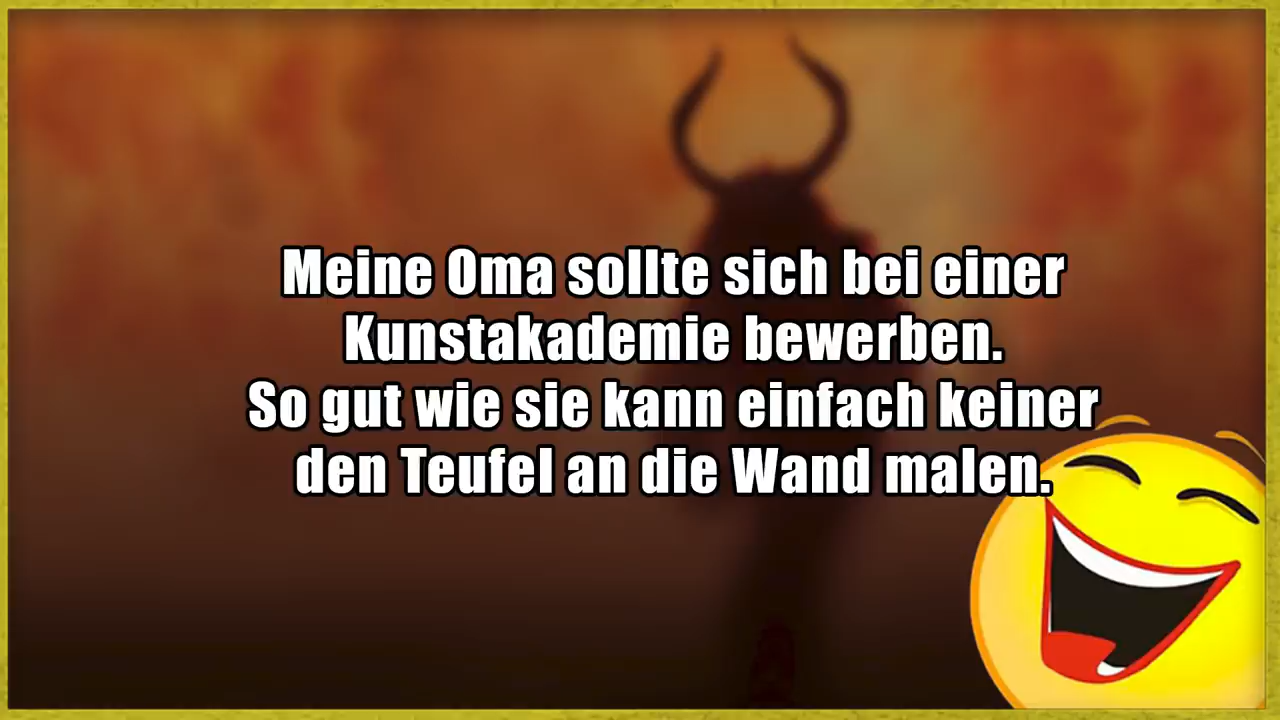 Meine Oma sollte sich bei einer
Kunstakademie bewerben.
So gut wie sie kann einfach keiner
den Teufel an die Wand malen.